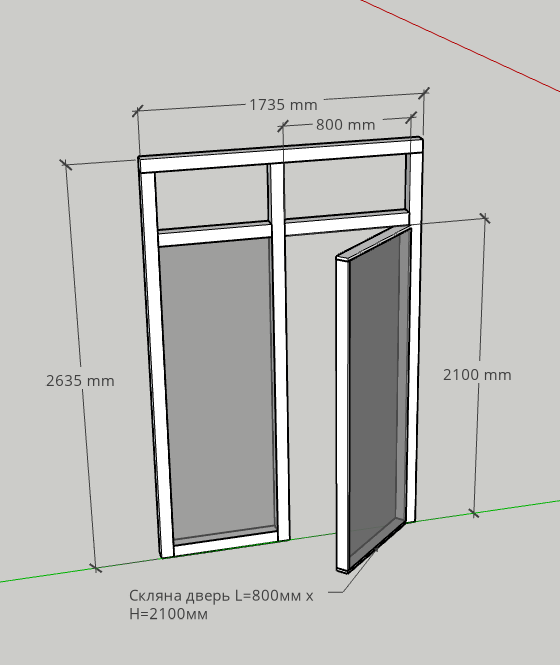 1735 mm
800 mm
2635 mm
2100 mm
Скляна дверь L=800мм x
H=2100мм